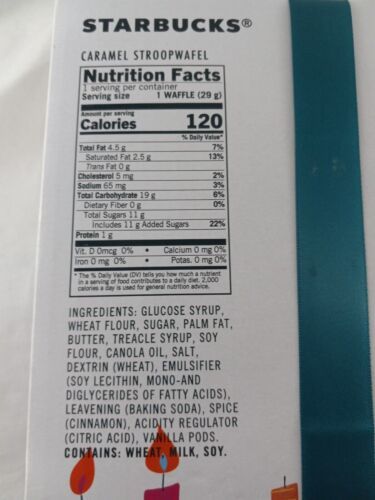 STARBUCKS®
CARAMEL STROOPWAFEL
Nutrition Facts
1 serving per container
Serving size 1 WAFFLE (29 g)
Amount per serving
Calories 120
% Daily Value*
Total Fat 4.5 g 7%
Saturated Fat 2.5 g 13%
Trans Fat 0 g
Cholesterol 5 mg 2%
Sodium 65 mg 3%
Total Carbohydrate 19 g 6%
Dietary Fiber 0 g 0%
Total Sugars 11 g
Includes 11 g Added Sugars 22%
Protein 1 g
Vit. D 0mcg 0% • Calcium 0 mg 0%
Iron 0 mg 0% • Potas. 0 mg 0%
* The % Daily Value (DV) tells you how much a nutrient
in a serving of food contributes to a daily diet. 2,000
calories a day is used for general nutrition advice.
INGREDIENTS: GLUCOSE SYRUP,
WHEAT FLOUR, SUGAR, PALM FAT,
BUTTER, TREACLE SYRUP, SOY
FLOUR, CANOLA OIL, SALT,
DEXTRIN (WHEAT), EMULSIFIER
(SOY LECITHIN, MONO-AND
DIGLYCERIDES OF FATTY ACIDS),
LEAVENING (BAKING SODA), SPICE
(CINNAMON), ACIDITY REGULATOR
(CITRIC ACID), VANILLA PODS.
CONTAINS: WHEAT, MILK, SOY.